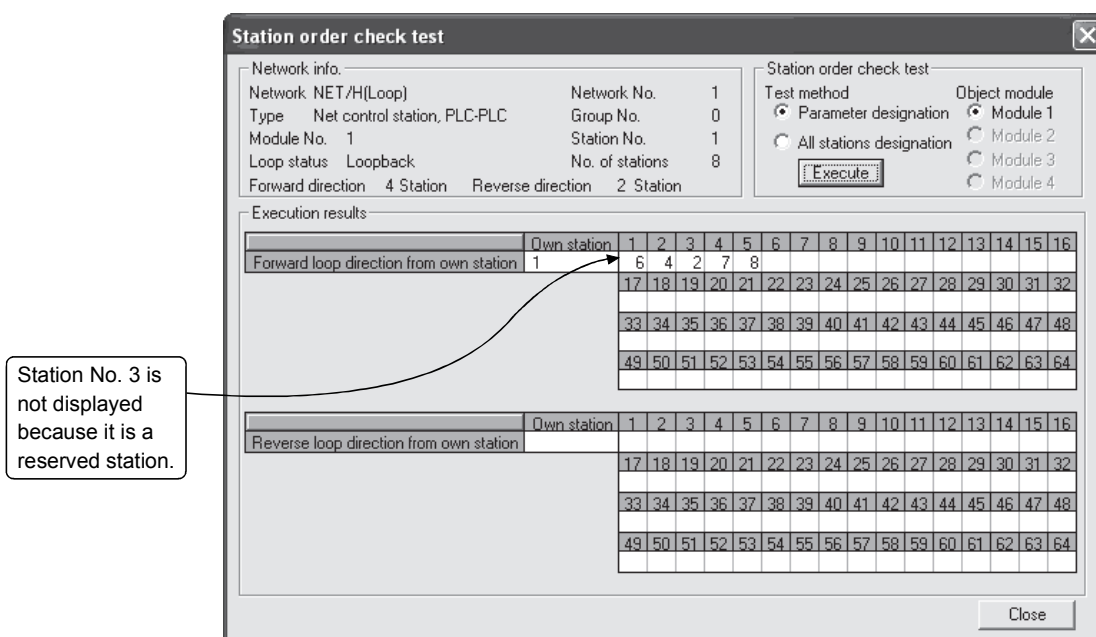 Station order check test
Network info.
Network NET/H(Loop) Network No. 1
Type Net control station, PLC-PLC Group No. 0
Module No. 1 Station No. 1
Loop status Loopback No. of stations 8
Forward direction 4 Station Reverse direction 2 Station
Station order check test
Test method Object module
Parameter designation Module 1
All stations designation Module 2
Module 3
Execute
Module 4
Execution results
Own station 1 2 3 4 5 6 7 8 9 10 11 12 13 14 15 16
Forward loop direction from own station 1 6 4 2 7 8
17 18 19 20 21 22 23 24 25 26 27 28 29 30 31 32
33 34 35 36 37 38 39 40 41 42 43 44 45 46 47 48
49 50 51 52 53 54 55 56 57 58 59 60 61 62 63 64
Station No. 3 is
not displayed
because it is a
reserved station.
Own station 1 2 3 4 5 6 7 8 9 10 11 12 13 14 15 16
Reverse loop direction from own station
17 18 19 20 21 22 23 24 25 26 27 28 29 30 31 32
33 34 35 36 37 38 39 40 41 42 43 44 45 46 47 48
49 50 51 52 53 54 55 56 57 58 59 60 61 62 63 64
Close